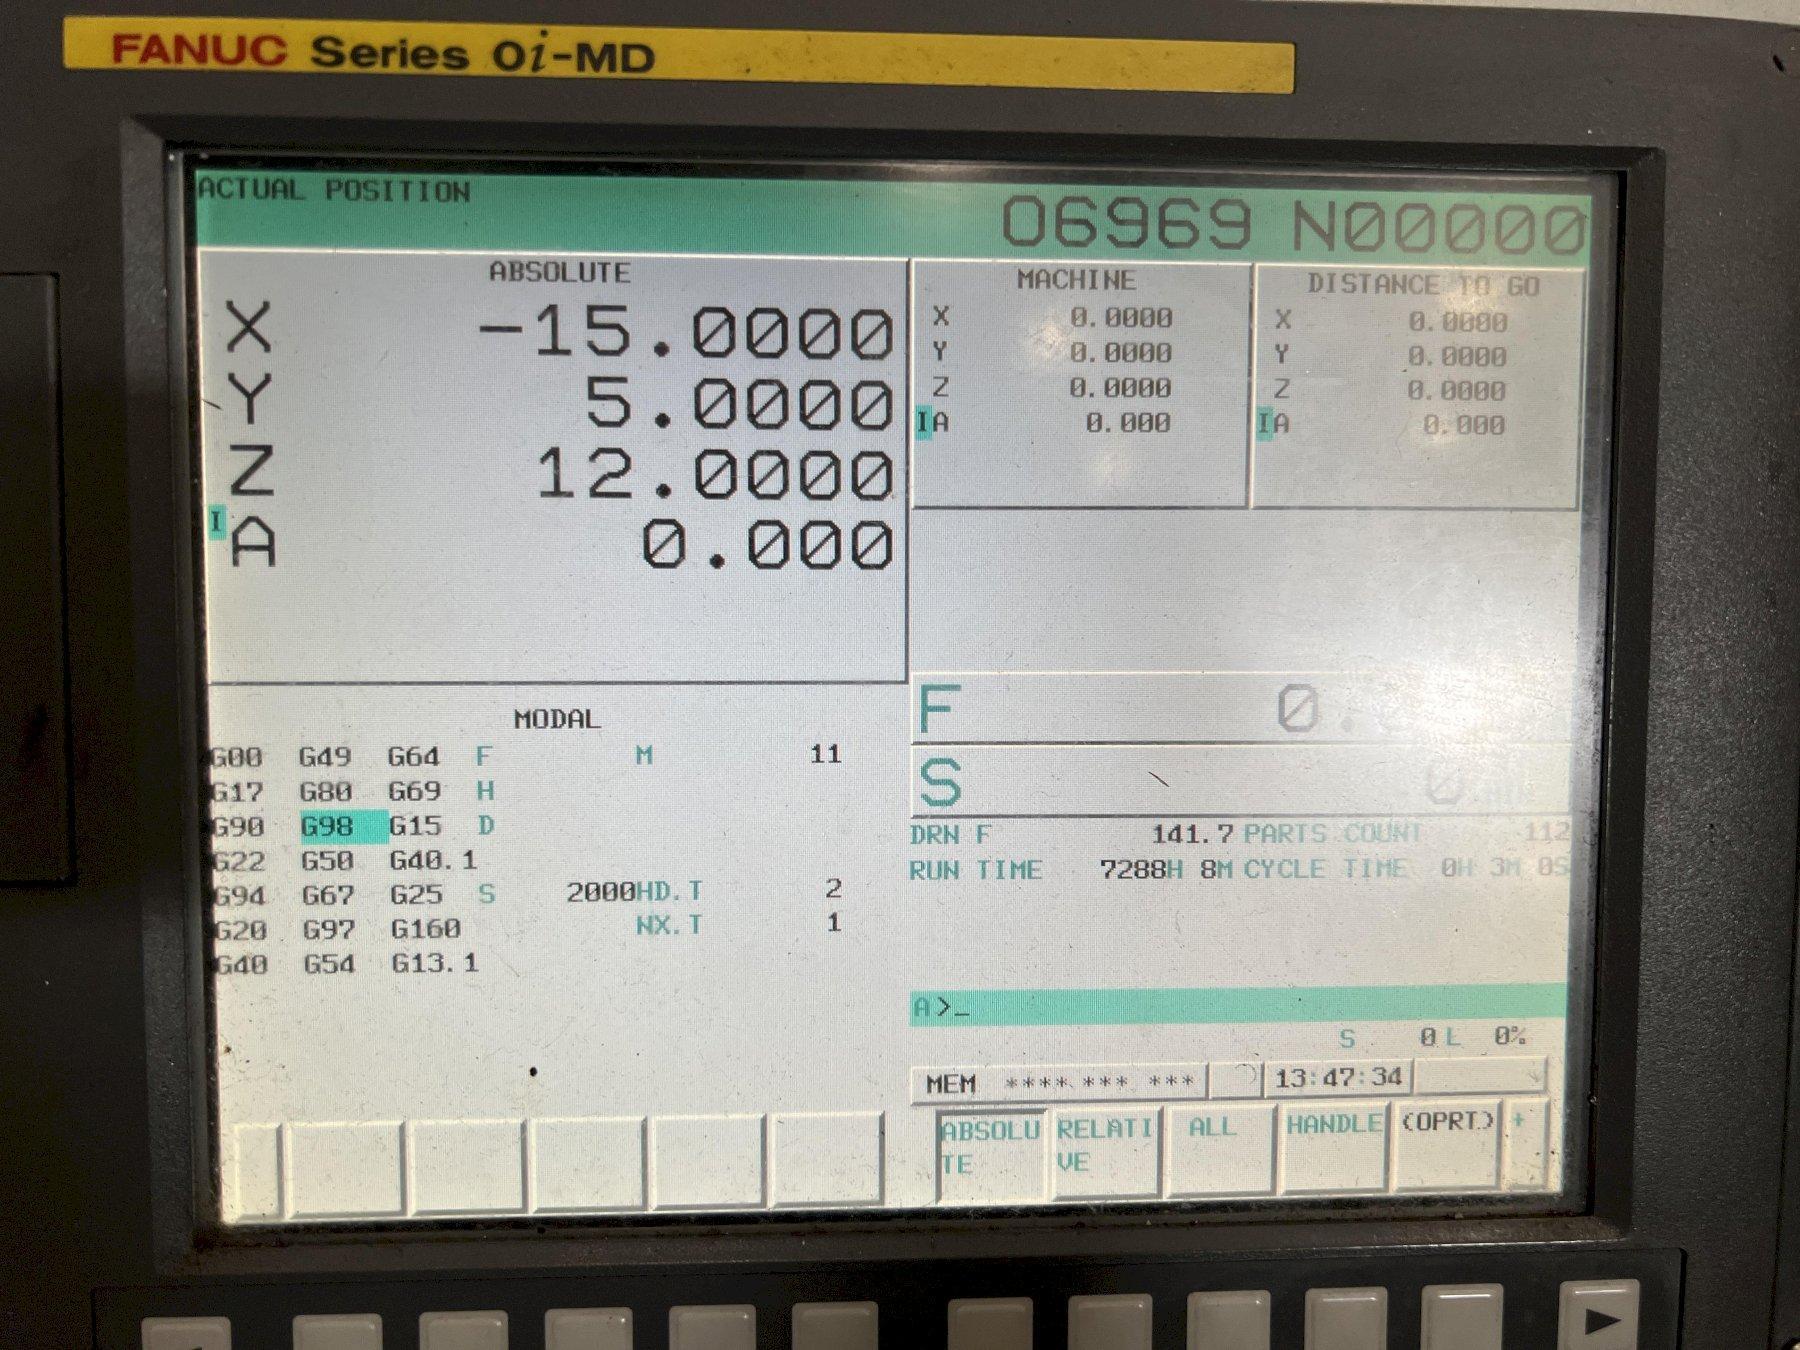 FANUC Series 0i-MD
ACTUAL POSITION
O6969 N00000
ABSOLUTE
X -15.0000
Y 5.0000
Z 12.0000
I A 0.000
MACHINE
X 0.0000
Y 0.0000
Z 0.0000
I A 0.000
DISTANCE TO GO
X 0.0000
Y 0.0000
Z 0.0000
I A 0.000
MODAL
G00 G49 G64 F M 11
G17 G80 G69 H
G90 G98 G15 D
G22 G50 G40.1
G94 G67 G25 S 2000 HD.T 2
G20 G97 G160 NX.T 1
G40 G54 G13.1
F 0.
S 0
DRN F 141.7 PARTS COUNT 112
RUN TIME 7288H 8M CYCLE TIME 0H 3M 0S
A>_
S 0 L 0%
MEM **** *** *** 13:47:34
ABSOLUTE RELATIVE ALL HANDLE (OPRT) +